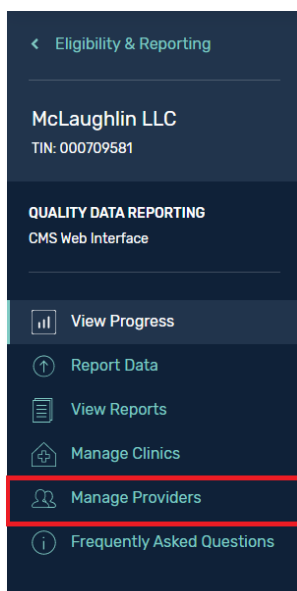 Eligibility & Reporting
McLaughlin LLC
TIN: 000709581
QUALITY DATA REPORTING
CMS Web Interface
View Progress
Report Data
View Reports
Manage Clinics
Manage Providers
Frequently Asked Questions